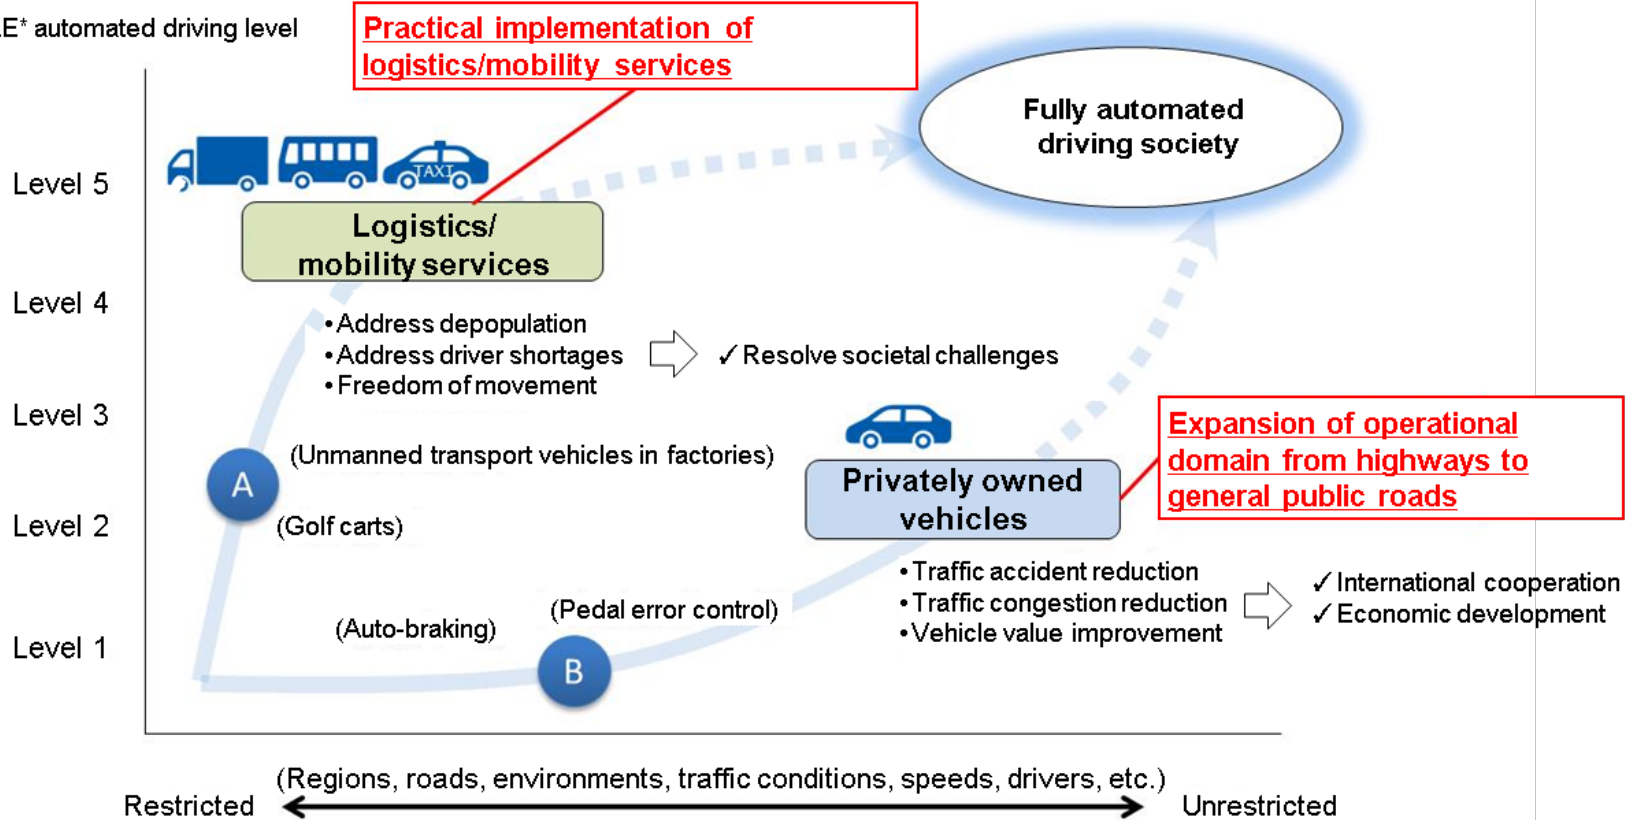 E* automated driving level
Practical implementation of
logistics/mobility services
Fully automated
driving society
TAXI
Level 5
Logistics/
mobility services
Level 4
•Address depopulation
•Address driver shortages
•Freedom of movement
✓Resolve societal challenges
Level 3
(Unmanned transport vehicles in factories)
A
Privately owned
vehicles
Expansion of operational
domain from highways to
general public roads
Level 2
(Golf carts)
•Traffic accident reduction
•Traffic congestion reduction
•Vehicle value improvement
✓International cooperation
✓Economic development
(Pedal error control)
(Auto-braking)
Level 1
B
(Regions, roads, environments, traffic conditions, speeds, drivers, etc.)
Restricted
Unrestricted